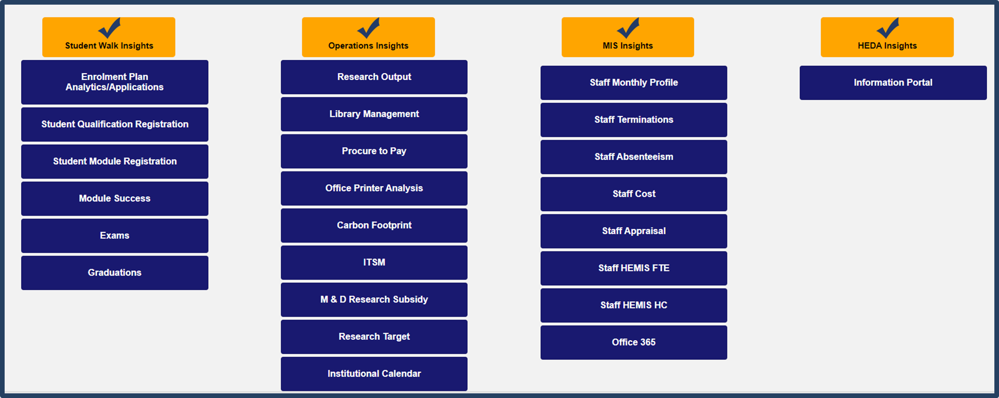 Student Walk Insights
Enrolment Plan
Analytics/Applications
Student Qualification Registration
Student Module Registration
Module Success
Exams
Graduations
Operations Insights
Research Output
Library Management
Procure to Pay
Office Printer Analysis
Carbon Footprint
ITSM
M & D Research Subsidy
Research Target
Institutional Calendar
MIS Insights
Staff Monthly Profile
Staff Terminations
Staff Absenteeism
Staff Cost
Staff Appraisal
Staff HEMIS FTE
Staff HEMIS HC
Office 365
HEDA Insights
Information Portal